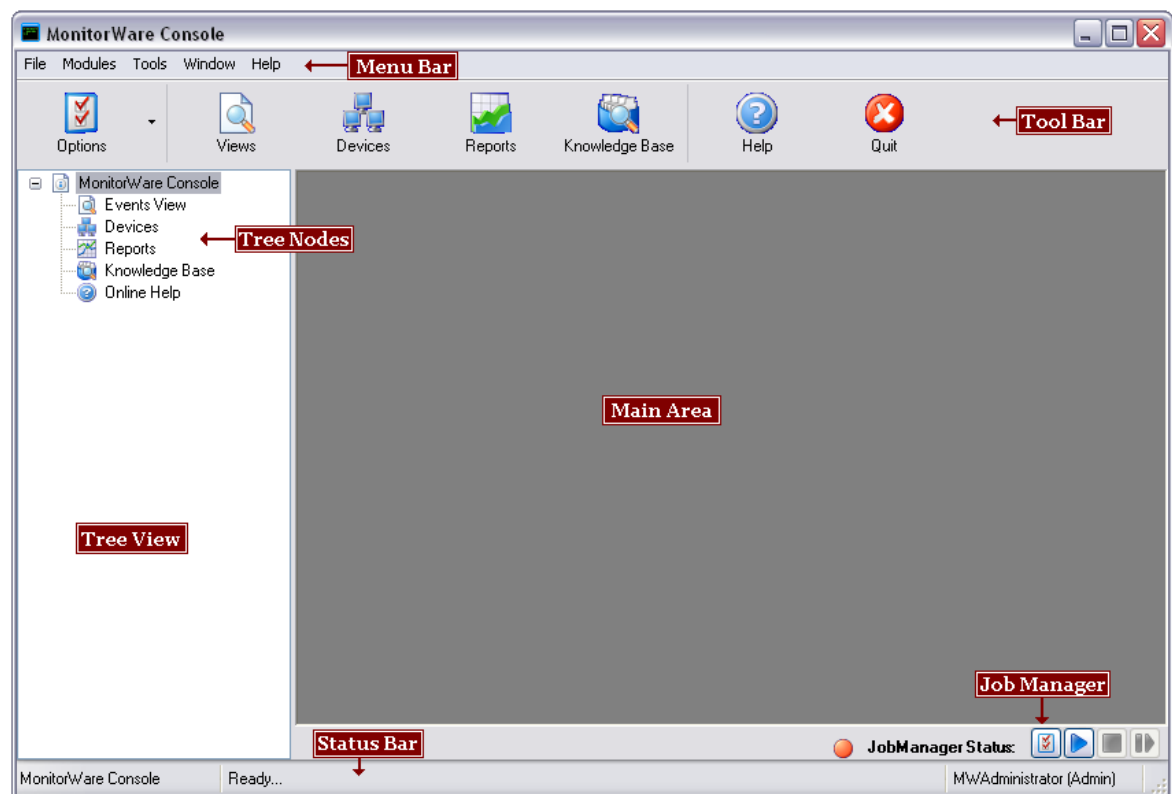 MonitorWare Console
File Modules Tools Window Help
Menu Bar
Options
Views
Devices
Reports
Knowledge Base
Help
Quit
Tool Bar
MonitorWare Console
Events View
Devices
Reports
Knowledge Base
Online Help
Tree Nodes
Main Area
Tree View
Job Manager
Status Bar
JobManager Status:
MonitorWare Console
Ready...
MWAdministrator (Admin)